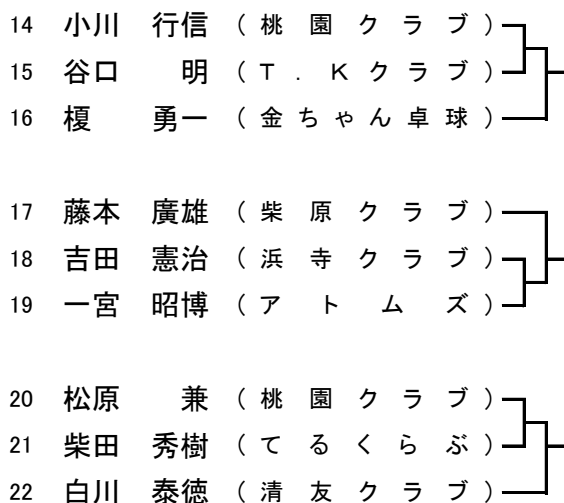 14 小川 行信 (桃園クラブ)
15 谷口 明 (T.Kクラブ)
16 榎 勇一 (金ちゃん卓球)
17 藤本 廣雄 (柴原クラブ)
18 吉田 憲治 (浜寺クラブ)
19 一宮 昭博 (アトムズ)
20 松原 兼 (桃園クラブ)
21 柴田 秀樹 (てるくらぶ)
22 白川 泰徳 (清友クラブ)